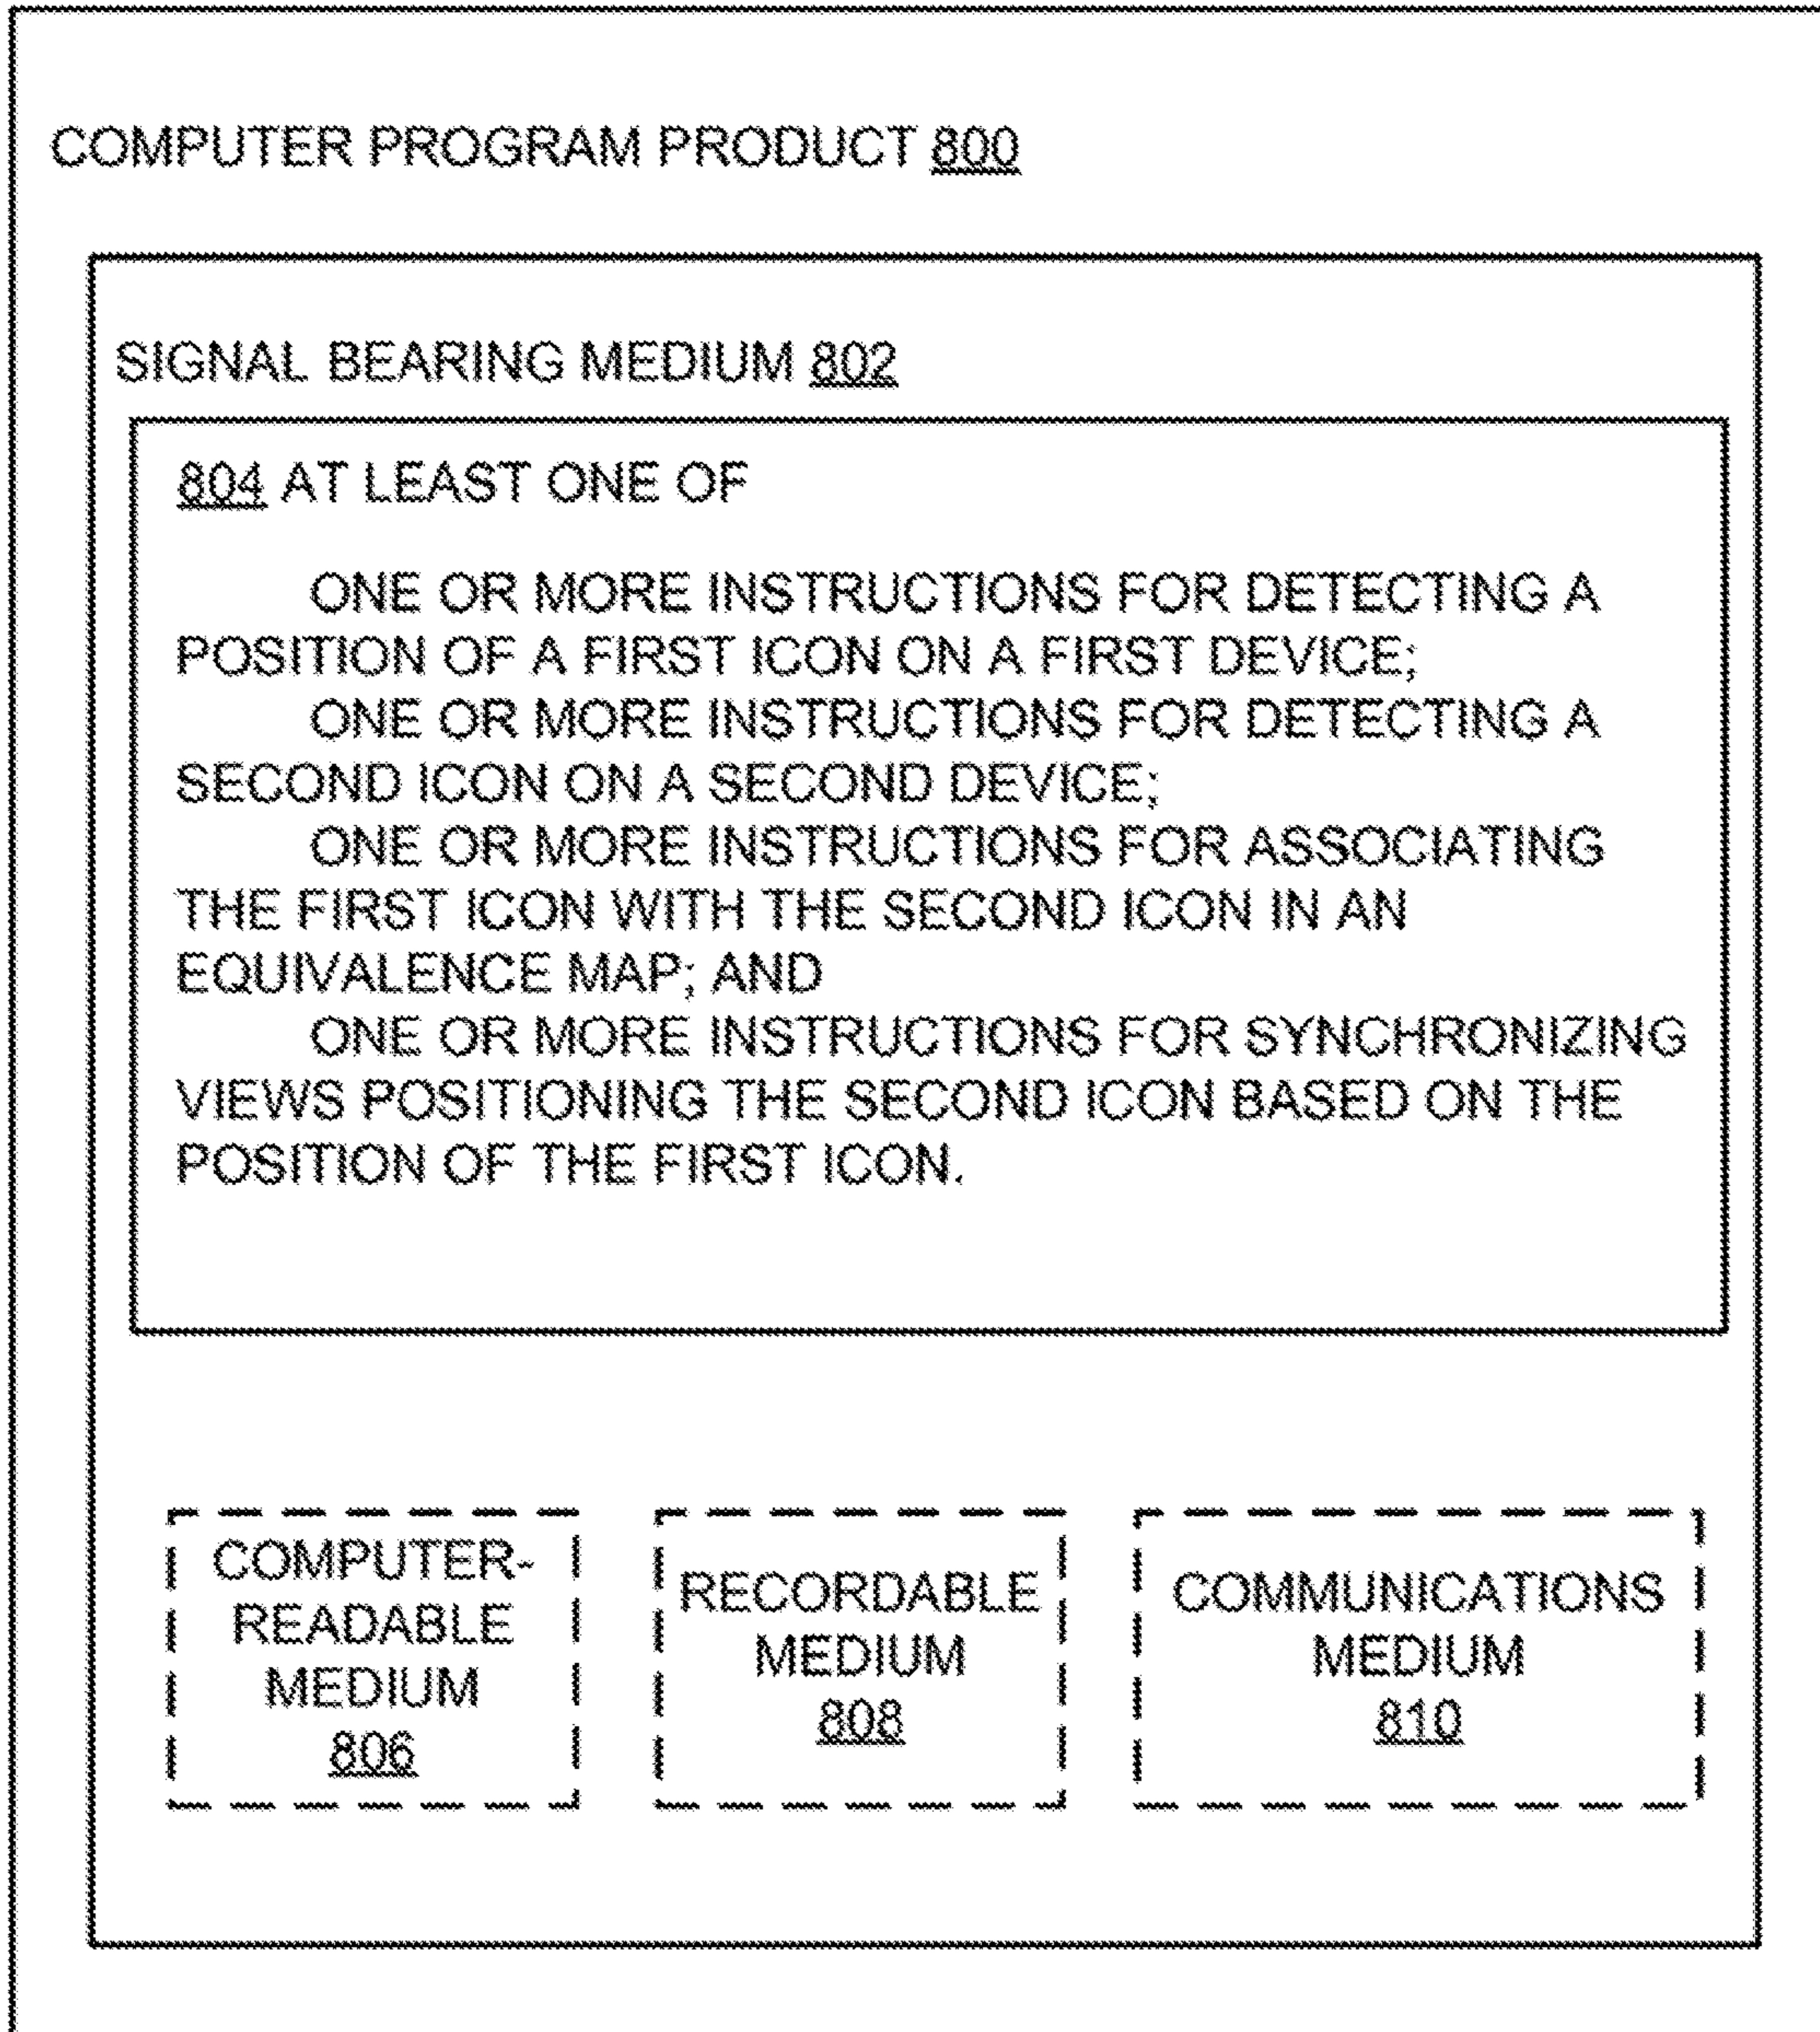 COMPUTER PROGRAM PRODUCT 800
SIGNAL BEARING MEDIUM 802
804 AT LEAST ONE OF
ONE OR MORE INSTRUCTIONS FOR DETECTING A
POSITION OF A FIRST ICON ON A FIRST DEVICE;
ONE OR MORE INSTRUCTIONS FOR DETECTING A
SECOND ICON ON A SECOND DEVICE;
ONE OR MORE INSTRUCTIONS FOR ASSOCIATING
THE FIRST ICON WITH THE SECOND ICON IN AN
EQUIVALENCE MAP; AND
ONE OR MORE INSTRUCTIONS FOR SYNCHRONIZING
VIEWS POSITIONING THE SECOND ICON BASED ON THE
POSITION OF THE FIRST ICON.
COMPUTER-
READABLE
MEDIUM
806
RECORDABLE
MEDIUM
808
COMMUNICATIONS
MEDIUM
810